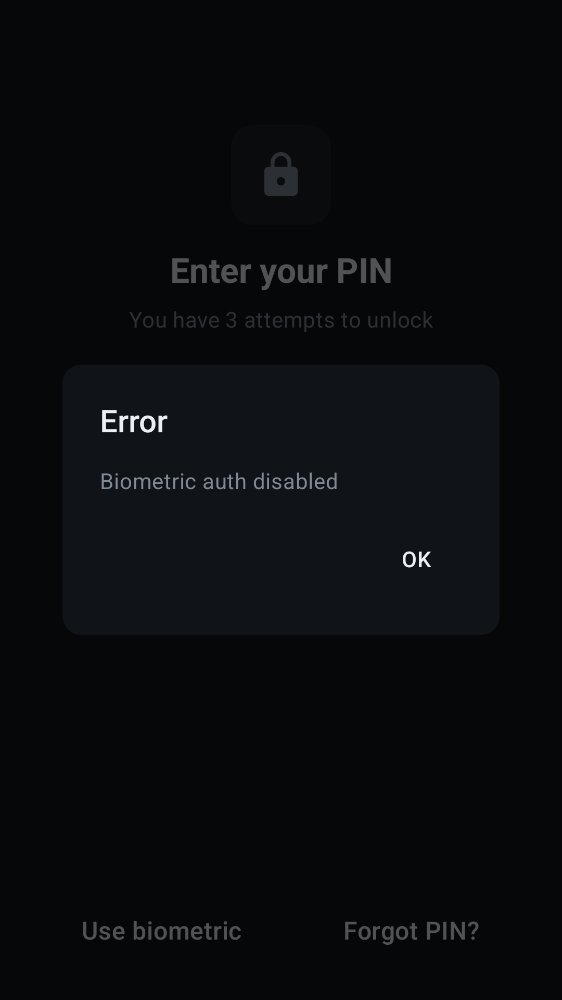 Enter your PIN
You have 3 attempts to unlock
Error
Biometric auth disabled
OK
Use biometric
Forgot PIN?